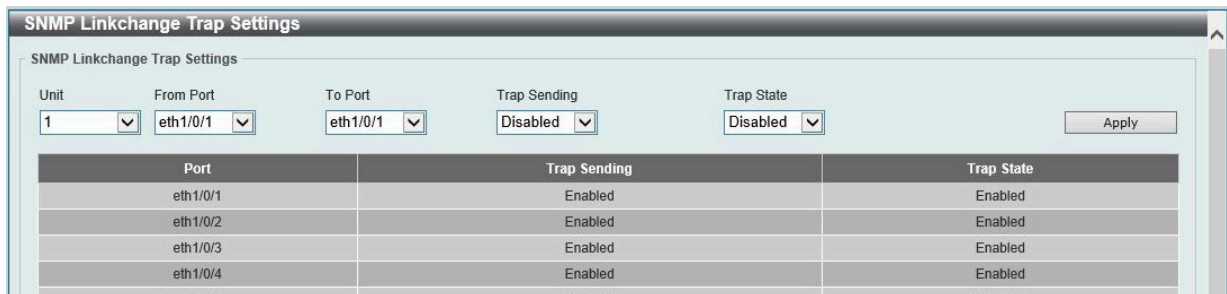 SNMP Linkchange Trap Settings
SNMP Linkchange Trap Settings
Unit From Port To Port Trap Sending Trap State
1 eth1/0/1 eth1/0/1 Disabled Disabled Apply
Port Trap Sending Trap State
eth1/0/1 Enabled Enabled
eth1/0/2 Enabled Enabled
eth1/0/3 Enabled Enabled
eth1/0/4 Enabled Enabled